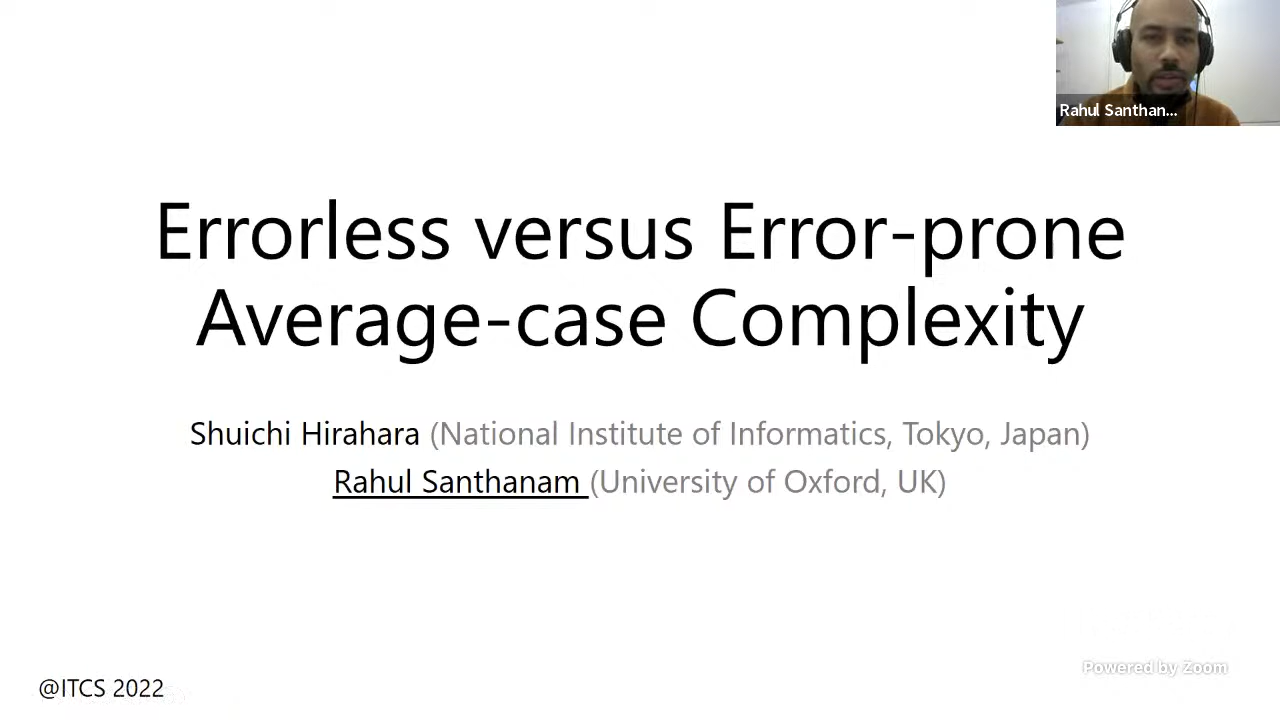 Rahul Santhan...
Errorless versus Error-prone
Average-case Complexity
Shuichi Hirahara (National Institute of Informatics, Tokyo, Japan)
Rahul Santhanam (University of Oxford, UK)
Powered by Zoom
@ITCS 2022